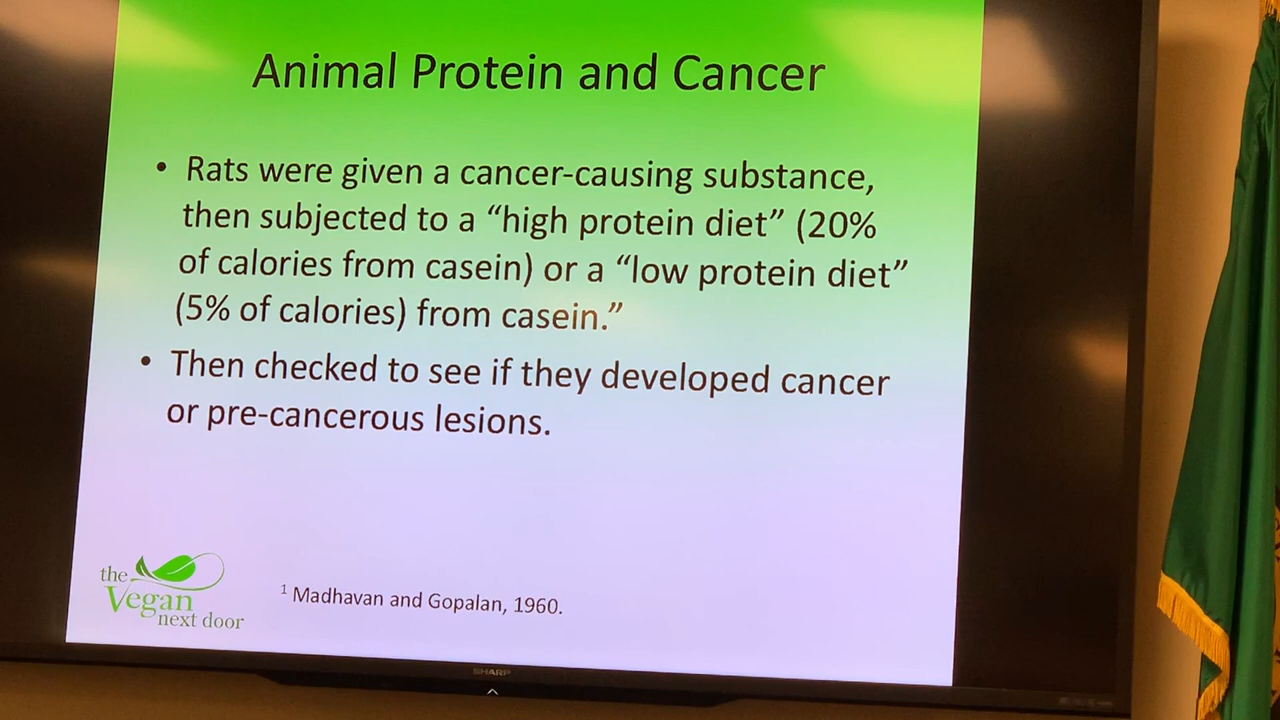 Animal Protein and Cancer
• Rats were given a cancer-causing substance,
then subjected to a “high protein diet” (20%
of calories from casein) or a “low protein diet”
(5% of calories) from casein.”
• Then checked to see if they developed cancer
or pre-cancerous lesions.
the
Vegan
next door
¹ Madhavan and Gopalan, 1960.
SHARP